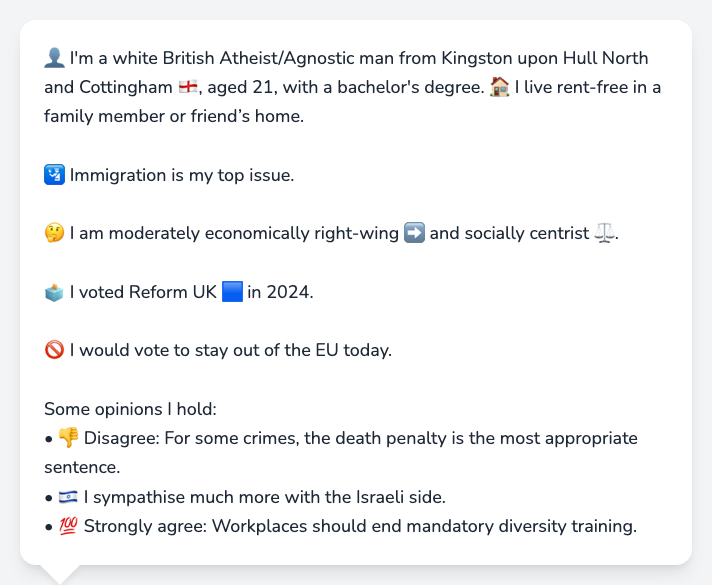 👤 I'm a white British Atheist/Agnostic man from Kingston upon Hull North
and Cottingham 🏴󠁧󠁢󠁥󠁮󠁧󠁿, aged 21, with a bachelor's degree. 🏠 I live rent-free in a
family member or friend’s home.
🛂 Immigration is my top issue.
🤔 I am moderately economically right-wing ➡️ and socially centrist ⚖️.
🗳️ I voted Reform UK 🟦 in 2024.
🚫 I would vote to stay out of the EU today.
Some opinions I hold:
• 👎 Disagree: For some crimes, the death penalty is the most appropriate
sentence.
• 🇮🇱 I sympathise much more with the Israeli side.
• 💯 Strongly agree: Workplaces should end mandatory diversity training.